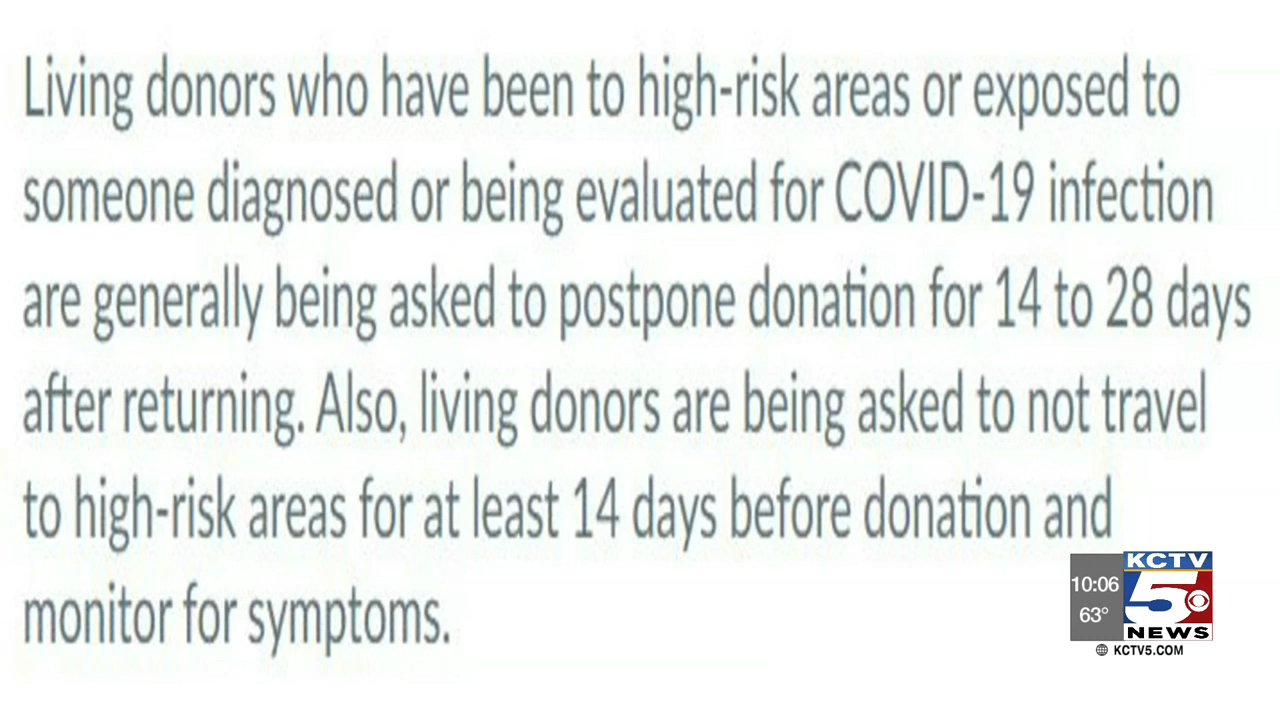 Living donors who have been to high-risk areas or exposed to
someone diagnosed or being evaluated for COVID-19 infection
are generally being asked to postpone donation for 14 to 28 days
after returning. Also, living donors are being asked to not travel
to high-risk areas for at least 14 days before donation and
monitor for symptoms.
10:06
63°
KCTV
5
NEWS
KCTV5.COM